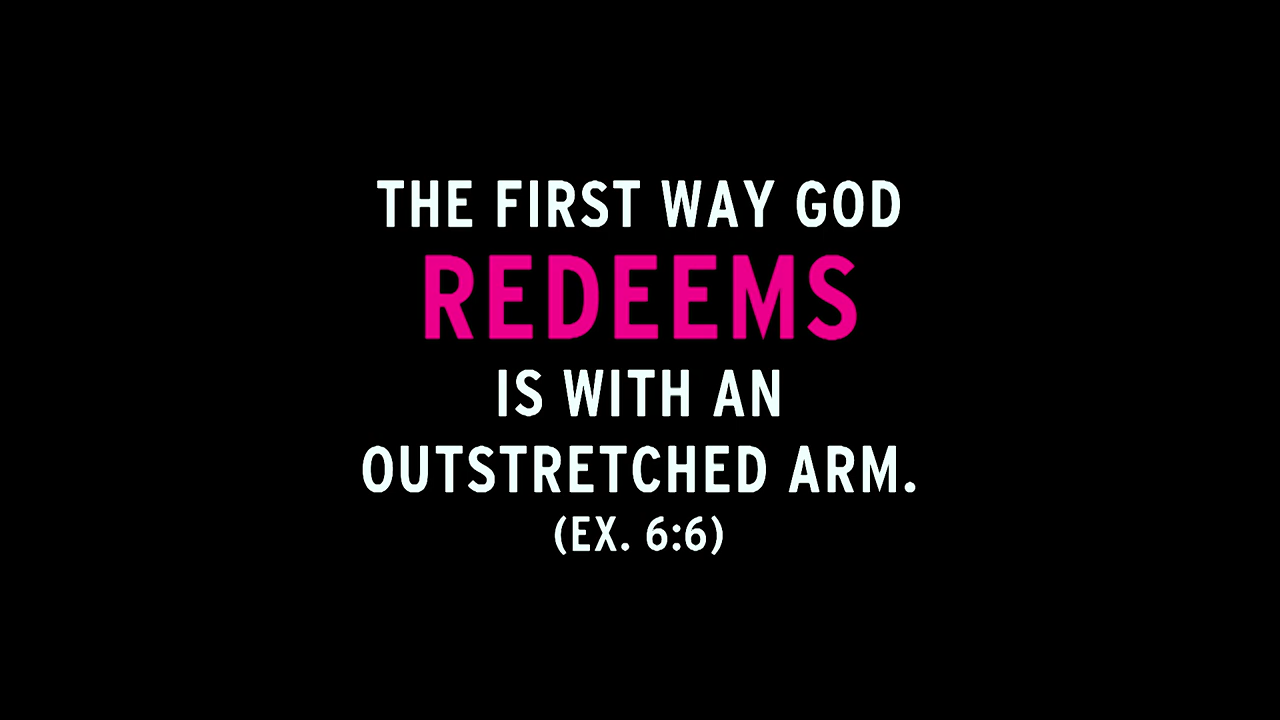 THE FIRST WAY GOD
REDEEMS
IS WITH AN
OUTSTRETCHED ARM.
(EX. 6:6)